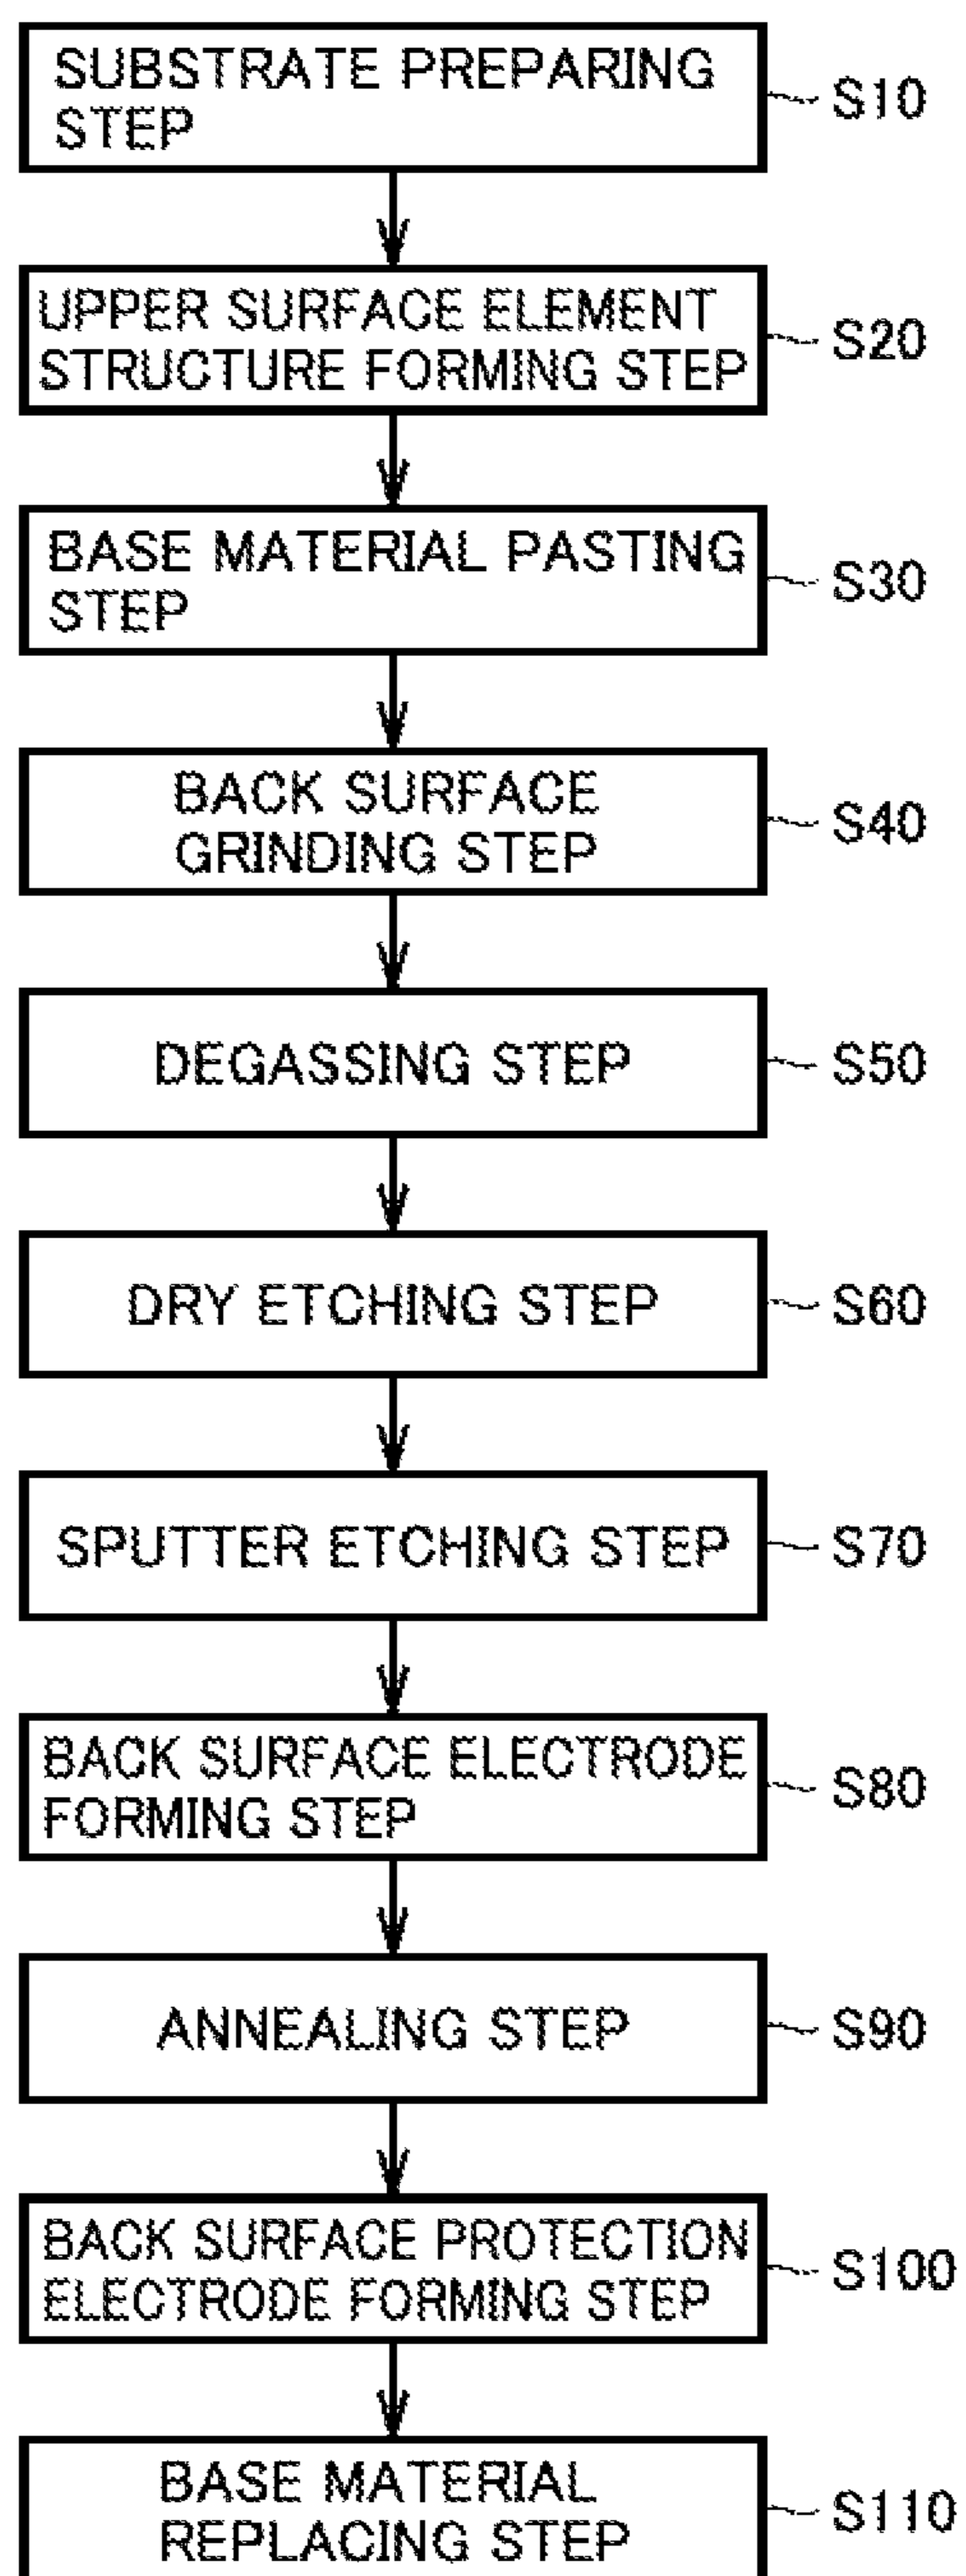 SUBSTRATE PREPARING
STEP
S10
UPPER SURFACE ELEMENT
STRUCTURE FORMING STEP
S20
BASE MATERIAL PASTING
STEP
S30
BACK SURFACE
GRINDING STEP
S40
DEGASSING STEP
S50
DRY ETCHING STEP
S60
SPUTTER ETCHING STEP
S70
BACK SURFACE ELECTRODE
FORMING STEP
S80
ANNEALING STEP
S90
BACK SURFACE PROTECTION
ELECTRODE FORMING STEP
S100
BASE MATERIAL
REPLACING STEP
S110